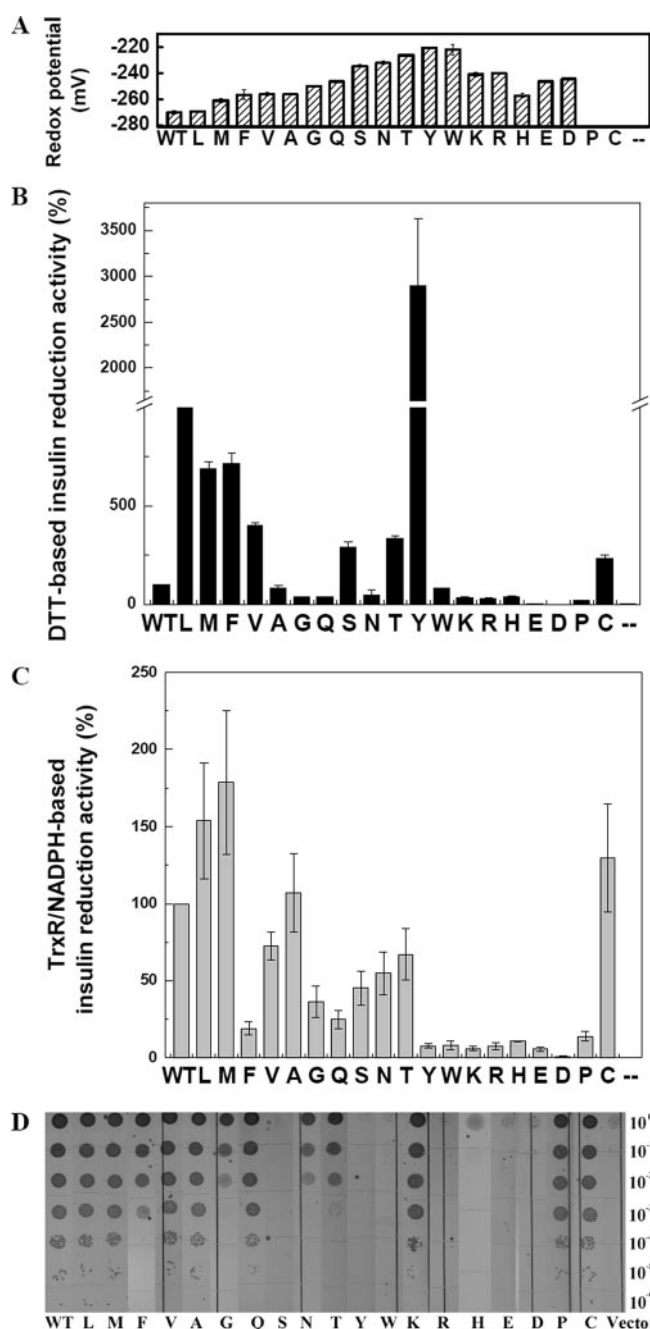 A
Redox potential
(mV)
-220
-240
-260
-280
WT L M F V A G Q S N T Y W K R H E D P C --
B
DTT-based insulin reduction activity (%)
3500
3000
2500
2000
500
0
WT L M F V A G Q S N T Y W K R H E D P C --
C
TrxR/NADPH-based
insulin reduction activity (%)
250
200
150
100
50
0
WT L M F V A G Q S N T Y W K R H E D P C --
D
WT L M F V A G Q S N T Y W K R H E D P C Vecto